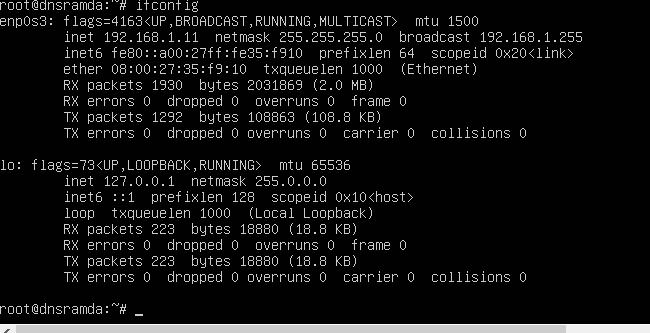 root@dnsramda:~# ifconfig
enp0s3: flags=4163<UP,BROADCAST,RUNNING,MULTICAST>  mtu 1500
        inet 192.168.1.11  netmask 255.255.255.0  broadcast 192.168.1.255
        inet6 fe80::a00:27ff:fe35:f910  prefixlen 64  scopeid 0x20<link>
        ether 08:00:27:35:f9:10  txqueuelen 1000  (Ethernet)
        RX packets 1930  bytes 2031869 (2.0 MB)
        RX errors 0  dropped 0  overruns 0  frame 0
        TX packets 1292  bytes 108863 (108.8 KB)
        TX errors 0  dropped 0 overruns 0  carrier 0  collisions 0
lo: flags=73<UP,LOOPBACK,RUNNING>  mtu 65536
        inet 127.0.0.1  netmask 255.0.0.0
        inet6 ::1  prefixlen 128  scopeid 0x10<host>
        loop  txqueuelen 1000  (Local Loopback)
        RX packets 223  bytes 18880 (18.8 KB)
        RX errors 0  dropped 0  overruns 0  frame 0
        TX packets 223  bytes 18880 (18.8 KB)
        TX errors 0  dropped 0 overruns 0  carrier 0  collisions 0
root@dnsramda:~# _